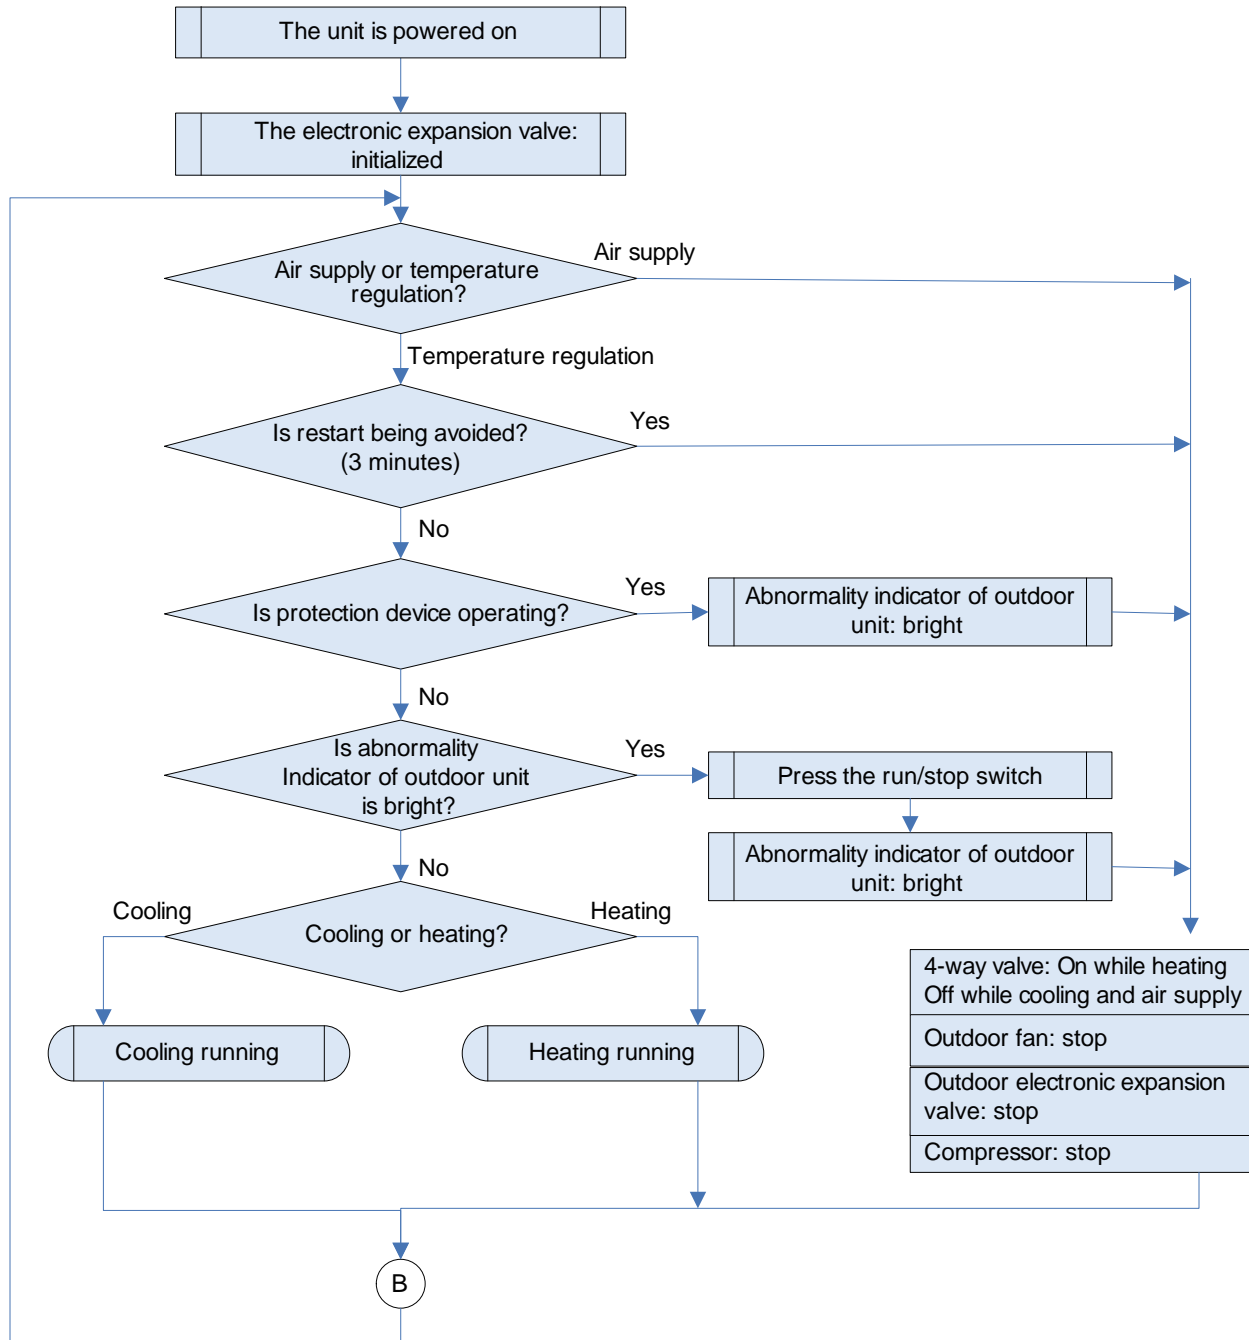 The unit is powered on
The electronic expansion valve:
initialized
Air supply
Air supply or temperature
regulation?
Temperature regulation
Yes
Is restart being avoided?
(3 minutes)
No
Yes
Is protection device operating?
Abnormality indicator of outdoor
unit: bright
No
Is abnormality
Indicator of outdoor unit
is bright?
Yes
Press the run/stop switch
Abnormality indicator of outdoor
unit: bright
No
Cooling
Heating
Cooling or heating?
4-way valve: On while heating
Off while cooling and air supply
Outdoor fan: stop
Outdoor electronic expansion
valve: stop
Compressor: stop
Cooling running
Heating running
B